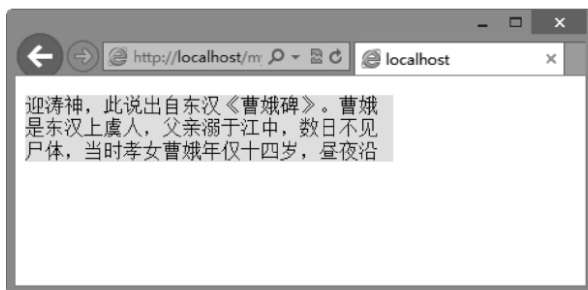 http://localhost/m
localhost
迎涛神，此说出自东汉《曹娥碑》。曹娥
是东汉上虞人，父亲溺于江中，数日不见
尸体，当时孝女曹娥年仅十四岁，昼夜沿